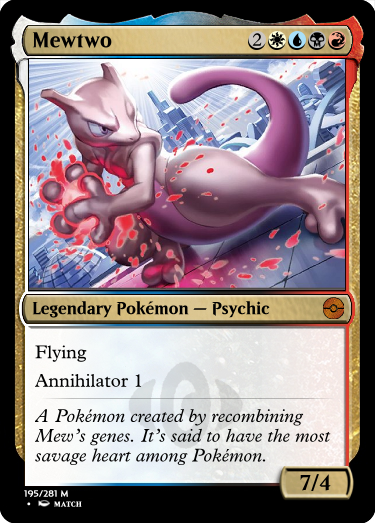 Mewtwo 2
Legendary Pokémon — Psychic
Flying
Annihilator 1
A Pokémon created by recombining
Mew's genes. It's said to have the most
savage heart among Pokémon.
7/4
195/281 M
• MATCH